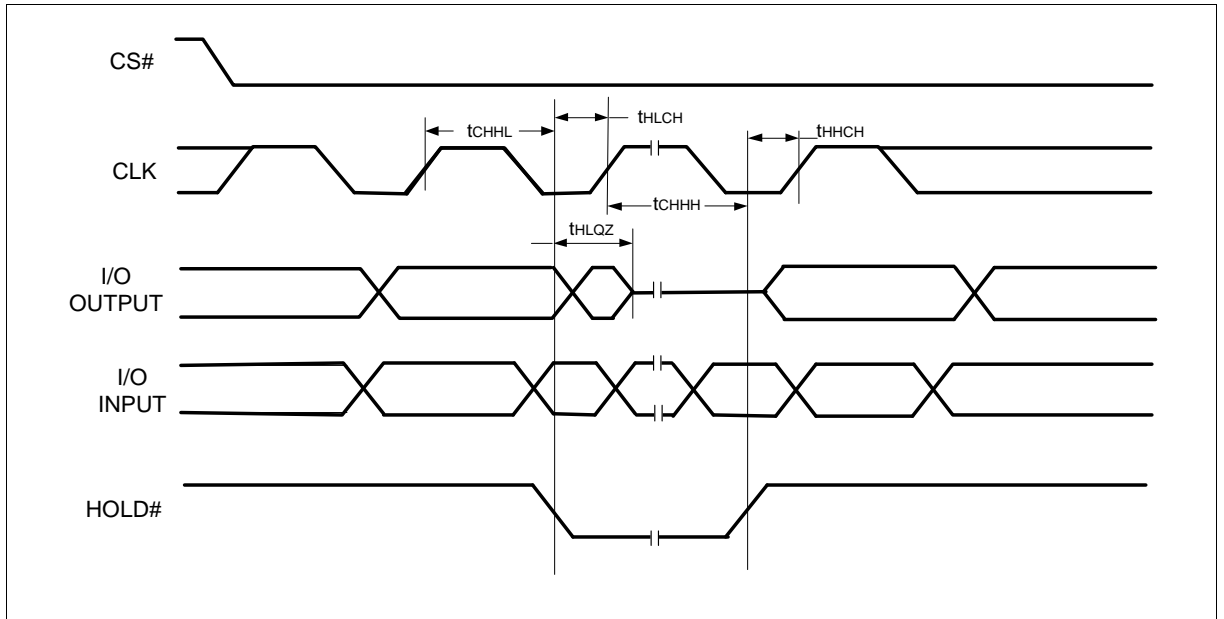 CS#
tCHHL
tHLCH
tHHCH
CLK
tCHHH
tHLQZ
I/O
OUTPUT
I/O
INPUT
HOLD#